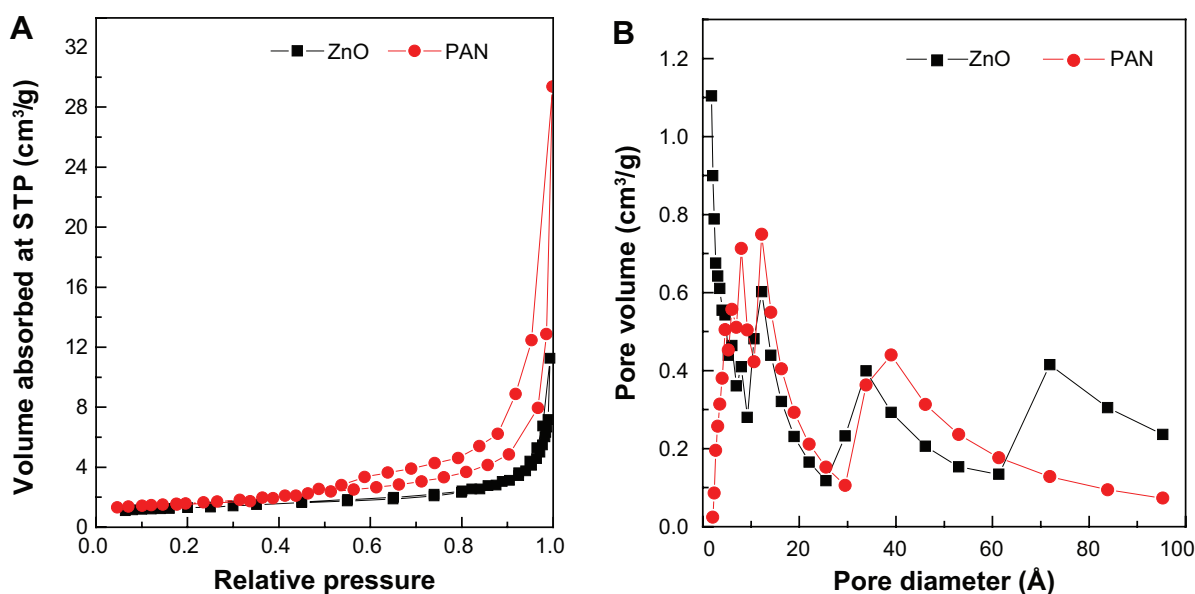 A
ZnO PAN
Volume absorbed at STP (cm³/g)
32
28
24
20
16
12
8
4
0
0.0 0.2 0.4 0.6 0.8 1.0
Relative pressure
B
ZnO PAN
Pore volume (cm³/g)
1.2
1.0
0.8
0.6
0.4
0.2
0.0
0 20 40 60 80 100
Pore diameter (Å)